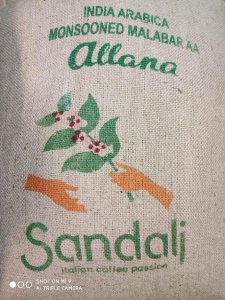 INDIA ARABICA
MONSOONED MALABAR AA
Allana
Sandalj
italian coffee passion
SHOT ON MI 9
AI TRIPLE CAMERA